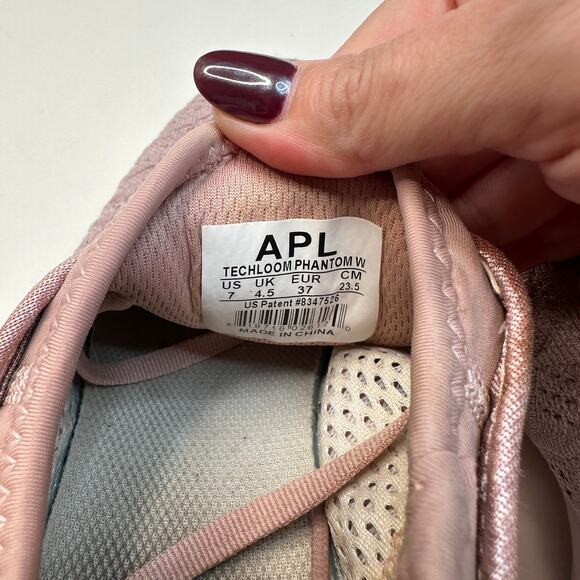 APL
TECHLOOM PHANTOM W
US UK EUR CM
7 4.5 37 23.5
US Patent #8347526
MADE IN CHINA